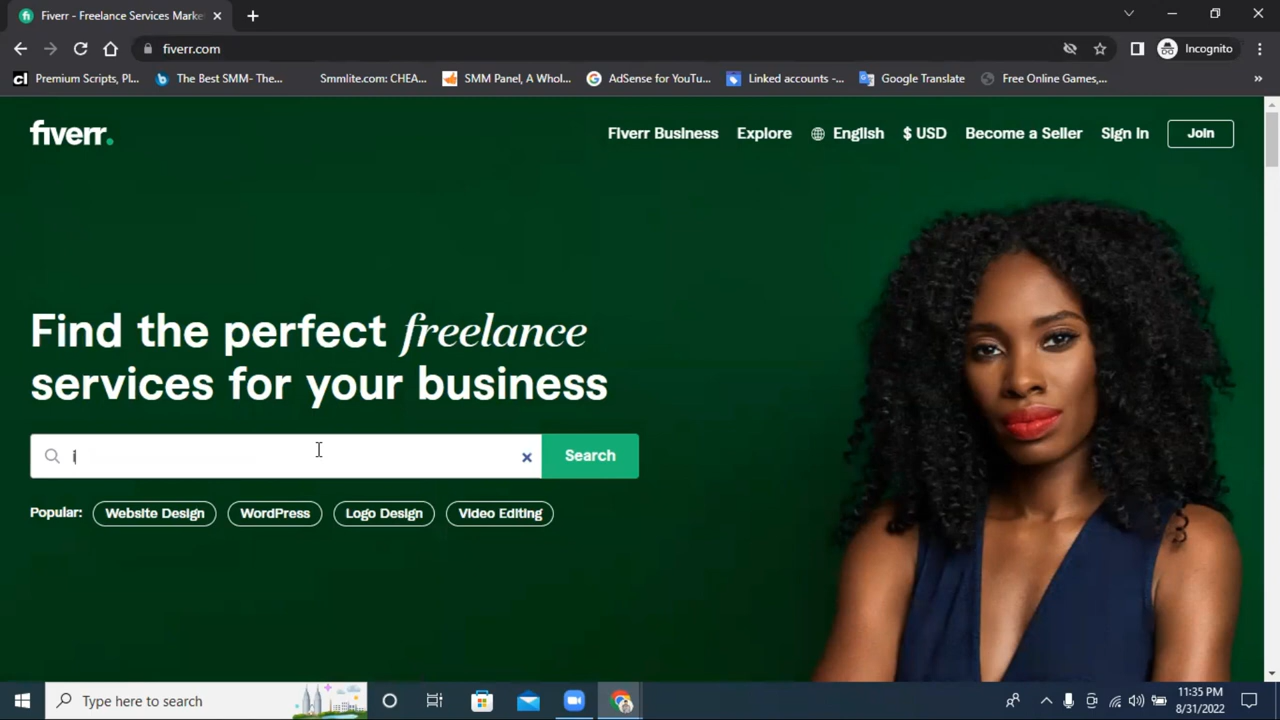 Fiverr - Freelance Services Marke
fiverr.com
Incognito
Premium Scripts, Pl...
The Best SMM- The...
Smmlite.com: CHEA...
SMM Panel, A Whol...
AdSense for YouTu...
Linked accounts -...
Google Translate
Free Online Games,...
fiverr.
Fiverr Business
Explore
English
$ USD
Become a Seller
Sign In
Join
Find the perfect freelance
services for your business
i
Search
Popular:
Website Design
WordPress
Logo Design
Video Editing
Type here to search
11:35 PM
8/31/2022